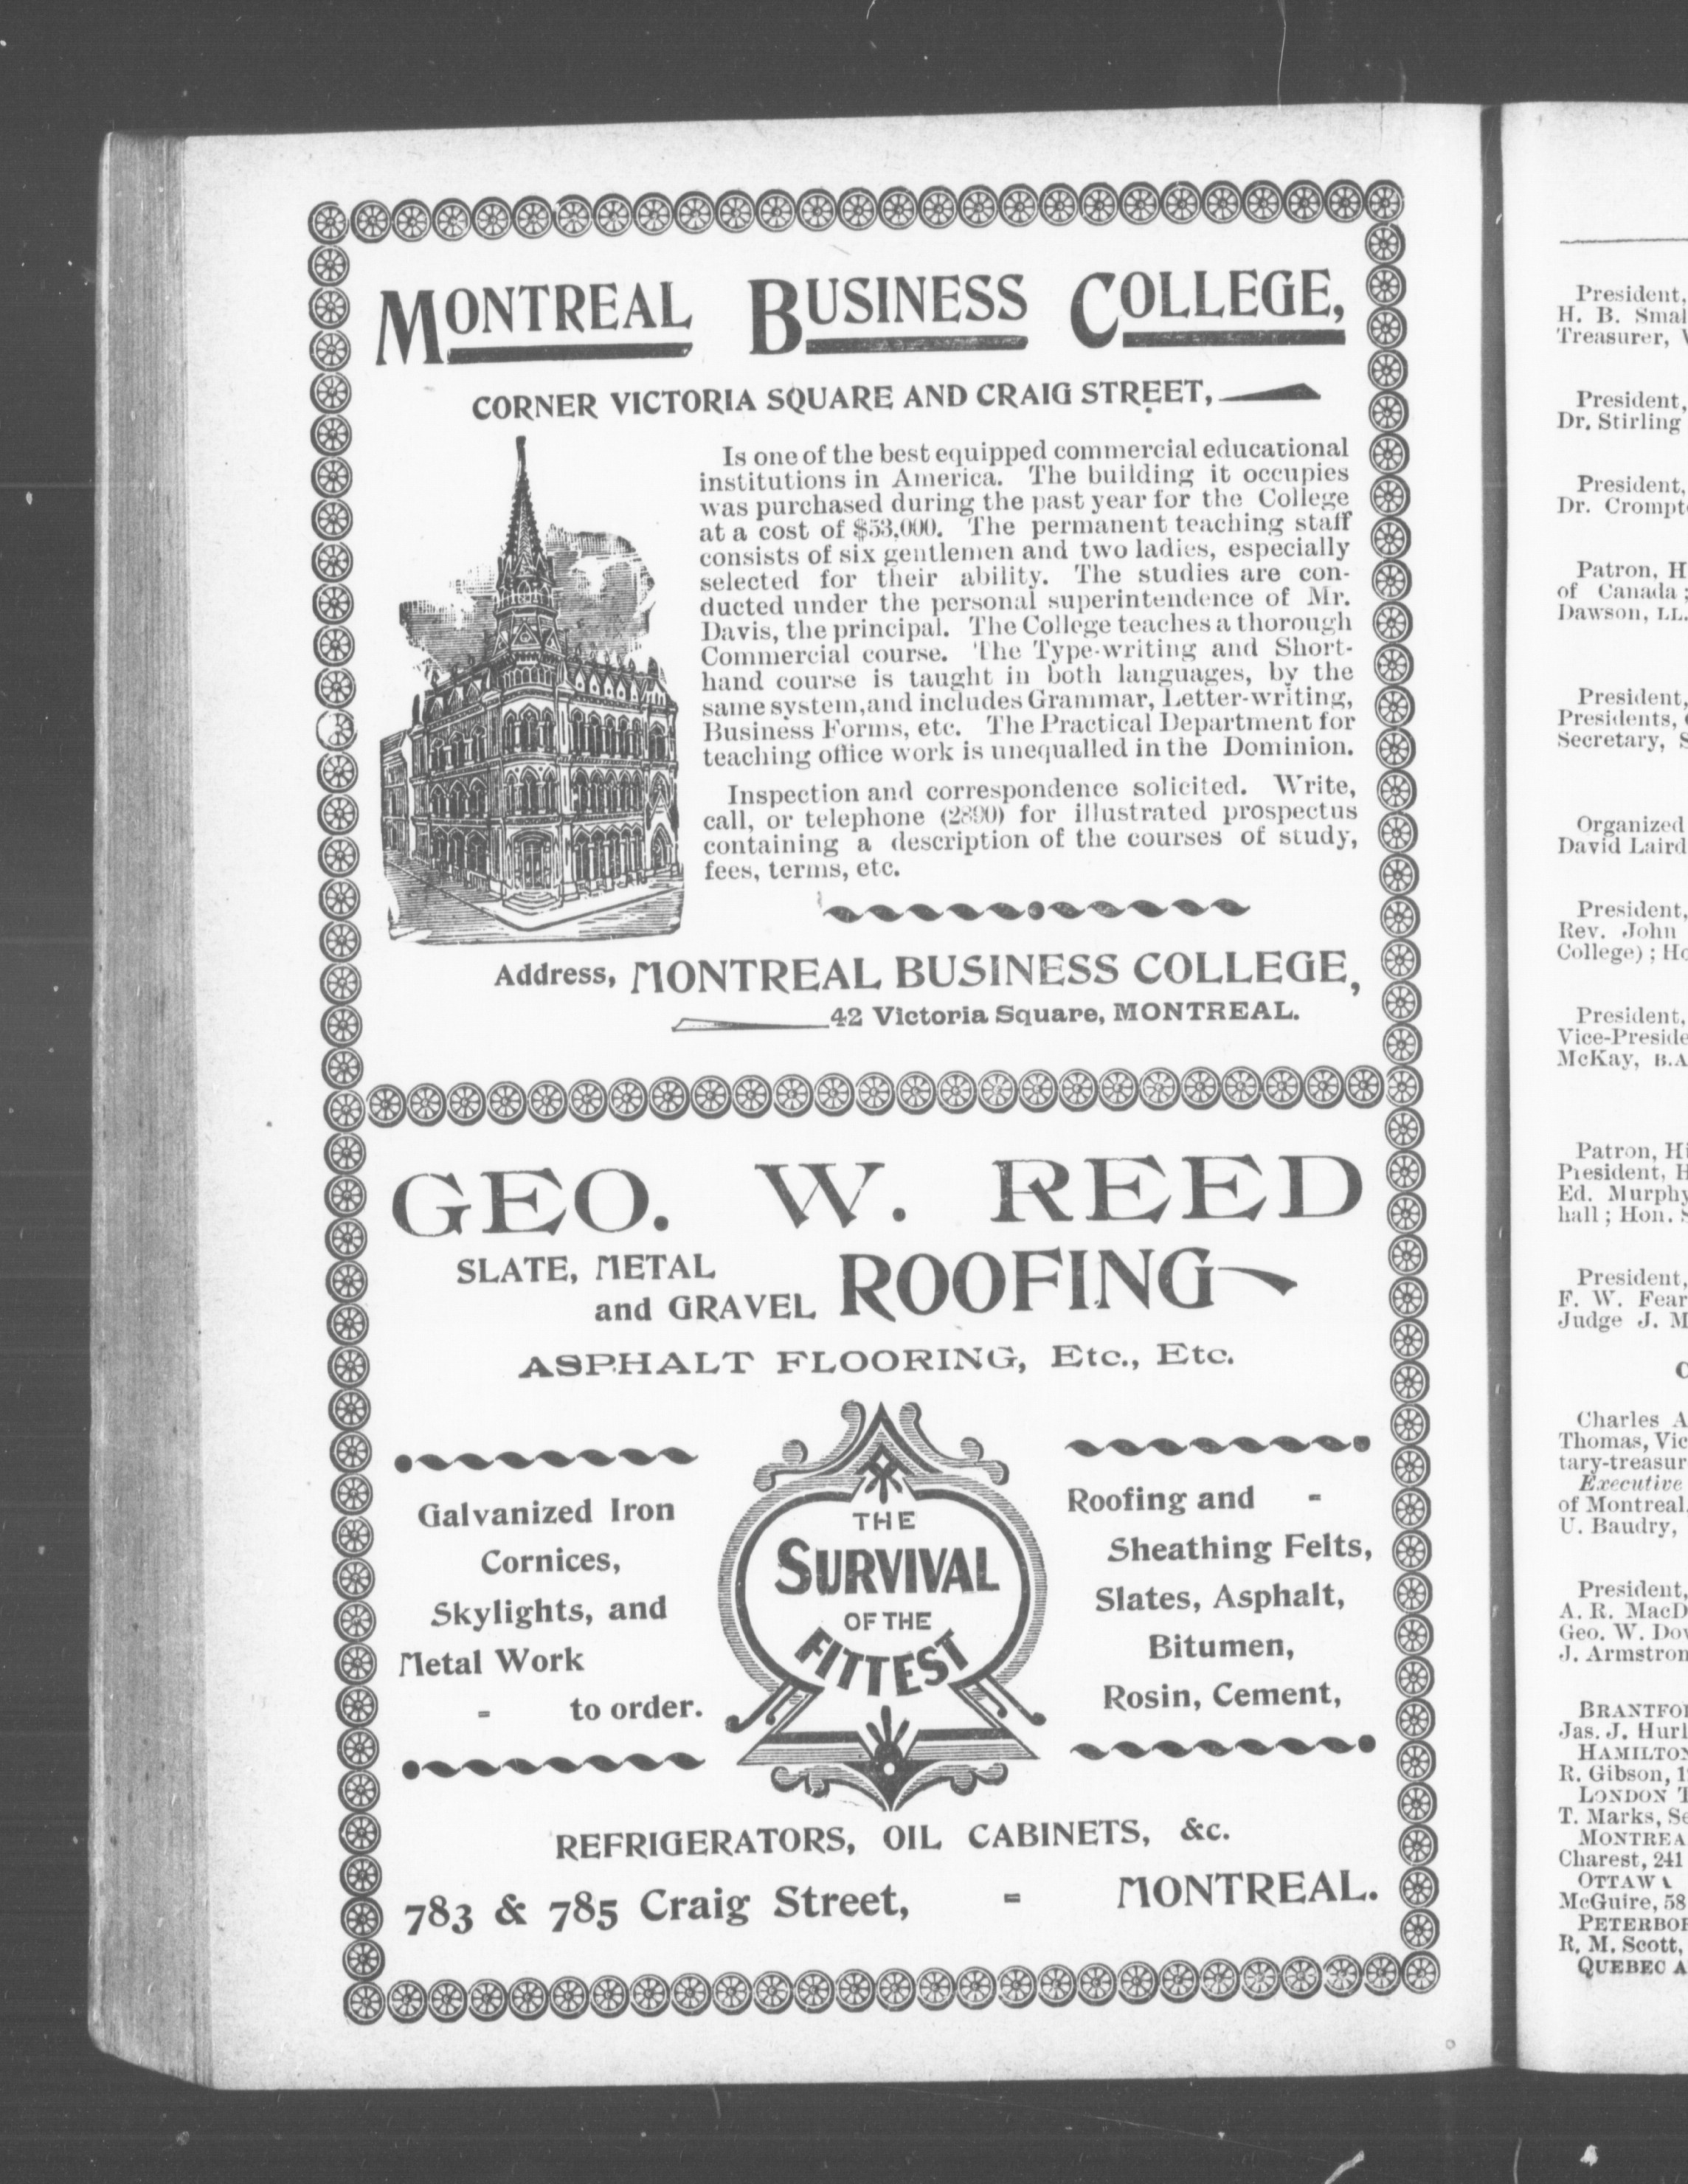 MONTREAL BUSINESS COLLEGE,
CORNER VICTORIA SQUARE AND CRAIG STREET,
Is one of the best equipped commercial educational
institutions in America. The building it occupies
was purchased during the past year for the College
at a cost of $53,000. The permanent teaching staff
consists of six gentlemen and two ladies, especially
selected for their ability. The studies are con-
ducted under the personal superintendence of Mr.
Davis, the principal. The College teaches a thorough
Commercial course. The Type-writing and Short-
hand course is taught in both languages, by the
same system, and includes Grammar, Letter-writing,
Business Forms, etc. The Practical Department for
teaching office work is unequalled in the Dominion.
Inspection and correspondence solicited. Write,
call, or telephone (2890) for illustrated prospectus
containing a description of the courses of study,
fees, terms, etc.
Address, MONTREAL BUSINESS COLLEGE,
42 Victoria Square, MONTREAL.
GEO. W. REED
SLATE, METAL
and GRAVEL ROOFING
ASPHALT FLOORING, Etc., Etc.
Galvanized Iron
Cornices,
Skylights, and
Metal Work
- to order.
THE
SURVIVAL
OF THE
FITTEST
Roofing and -
Sheathing Felts,
Slates, Asphalt,
Bitumen,
Rosin, Cement,
REFRIGERATORS, OIL CABINETS, &c.
783 & 785 Craig Street, - MONTREAL.
President,
H. B. Smal
Treasurer,
President,
Dr. Stirling
President,
Dr. Crompt
Patron, H
of Canada;
Dawson, LL.
President,
Presidents,
Secretary, S
Organized
David Laird
President,
Rev. John
College); Ho
President,
Vice-Preside
McKay, B.A
Patron, Hi
President, H
Ed. Murphy
hall; Hon. S
President,
F. W. Fear
Judge J. M
C
Charles A
Thomas, Vic
tary-treasur
Executive
of Montreal.
U. Baudry,
President,
A. R. MacD
Geo. W. Dov
J. Armstron
BRANTFOR
Jas. J. Hurl
HAMILTON
R. Gibson, 1
LONDON T
T. Marks, Se
MONTREA
Charest, 241
OTTAWA
McGuire, 58
PETERBOR
R. M. Scott,
QUEBEC A